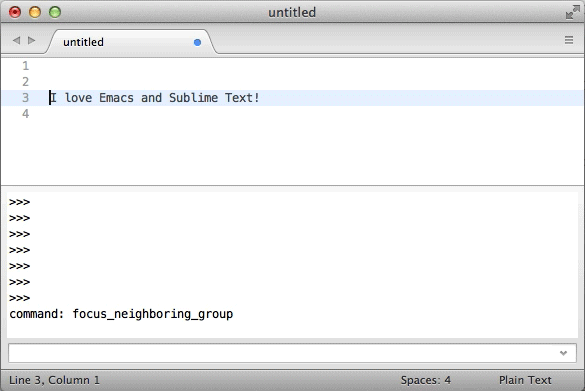 untitled
untitled
1
2
3 I love Emacs and Sublime Text!
4
>>>
>>>
>>>
>>>
>>>
>>>
>>>
command: focus_neighboring_group
Line 3, Column 1 Spaces: 4 Plain Text